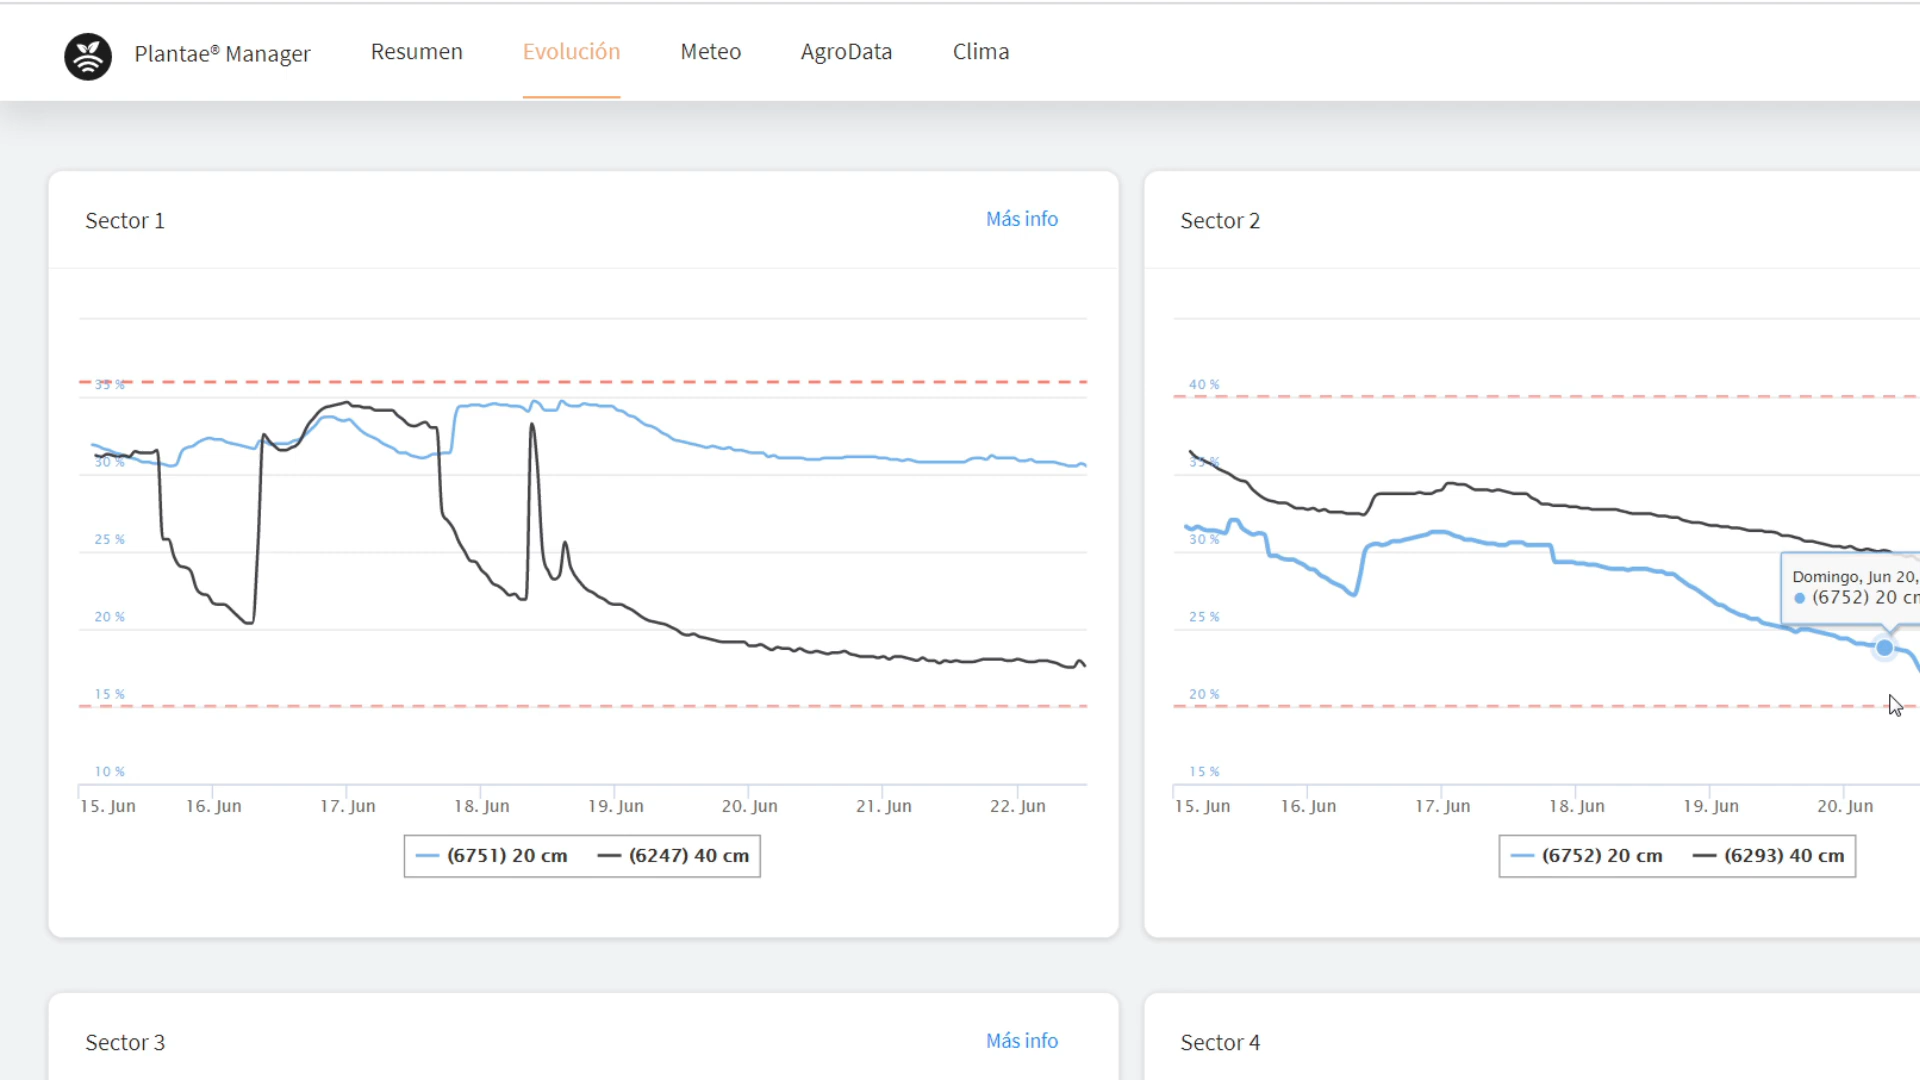 Plantae® Manager
Resumen
Evolución
Meteo
AgroData
Clima
Sector 1
Más info
35 %
30 %
25 %
20 %
15 %
10 %
15. Jun
16. Jun
17. Jun
18. Jun
19. Jun
20. Jun
21. Jun
22. Jun
(6751) 20 cm
(6247) 40 cm
Sector 2
40 %
35 %
30 %
25 %
20 %
15 %
Domingo, Jun 20,
(6752) 20 cm
15. Jun
16. Jun
17. Jun
18. Jun
19. Jun
20. Jun
(6752) 20 cm
(6293) 40 cm
Sector 3
Más info
Sector 4